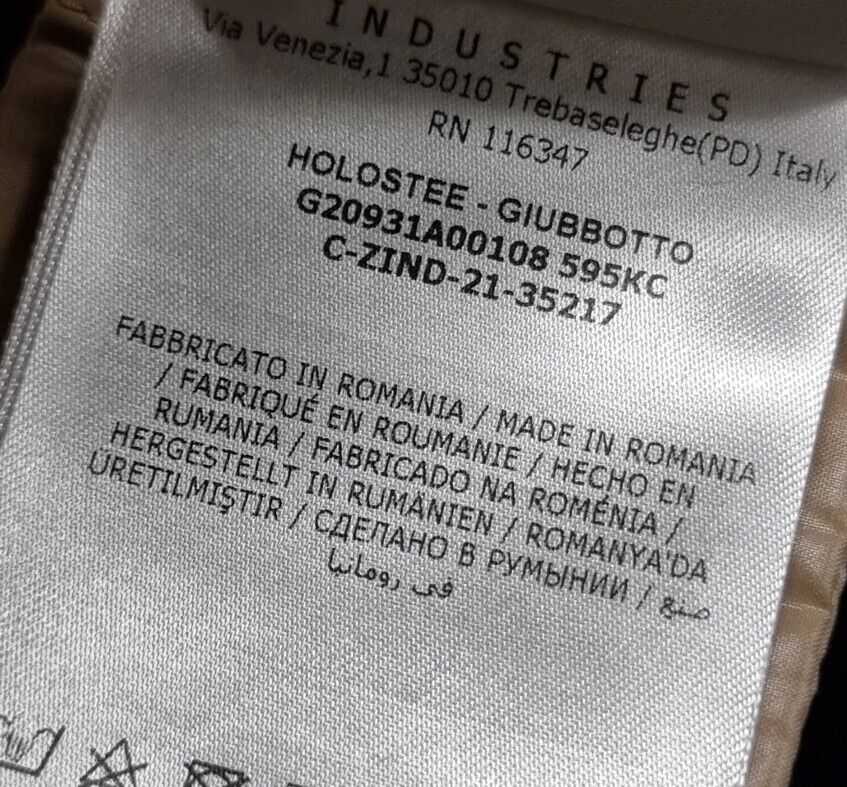 INDUSTRIES
Via Venezia,1 35010 Trebaseleghe(PD) Italy
RN 116347
HOLOSTEE - GIUBBOTTO
G20931A00108 595KC
C-ZIND-21-35217
FABBRICATO IN ROMANIA / MADE IN ROMANIA
/ FABRIQUÉ EN ROUMANIE / HECHO EN
RUMANIA / FABRICADO NA ROMÉNIA /
HERGESTELLT IN RUMÄNIEN / ROMANYA'DA
ÜRETILMIŞTIR / СДЕЛАНО В РУМЫНИИ / صنع
في رومانيا